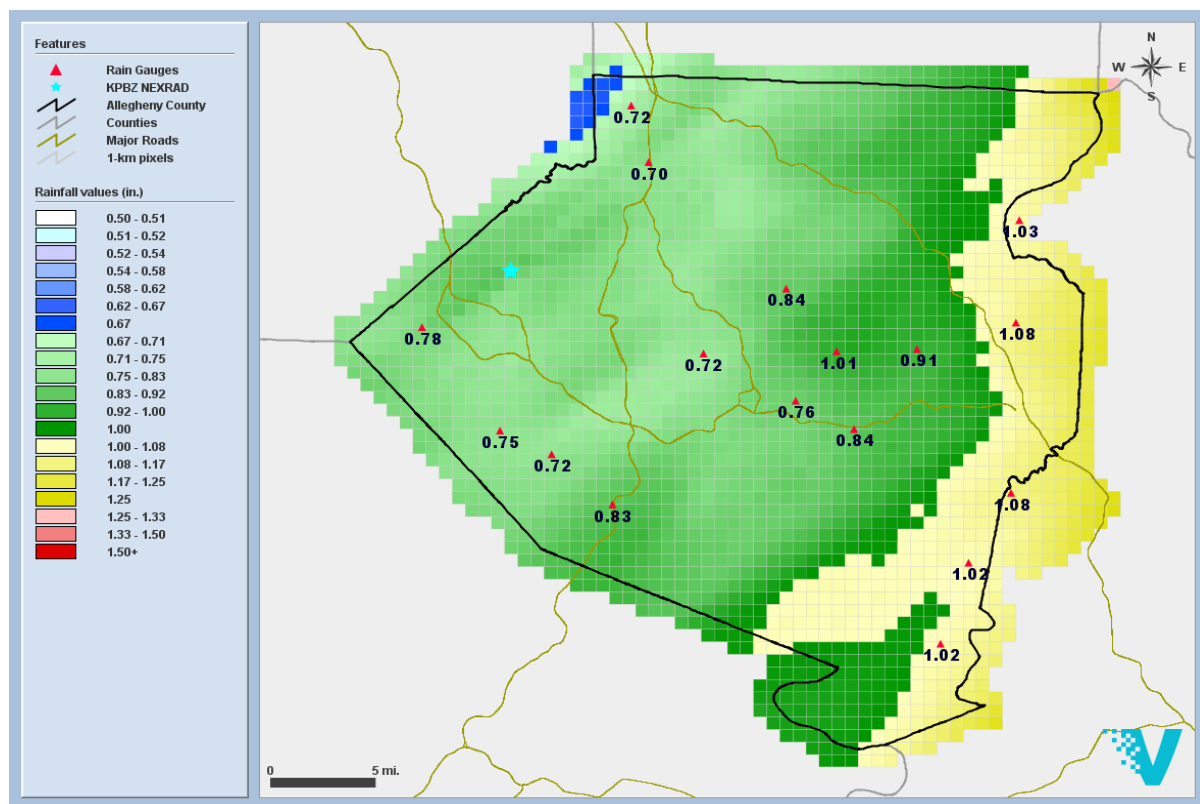 Features
Rain Gauges
KPBZ NEXRAD
Allegheny County
Counties
Major Roads
1-km pixels
Rainfall values (in.)
0.50 - 0.51
0.51 - 0.52
0.52 - 0.54
0.54 - 0.58
0.58 - 0.62
0.62 - 0.67
0.67
0.67 - 0.71
0.71 - 0.75
0.75 - 0.83
0.83 - 0.92
0.92 - 1.00
1.00
1.00 - 1.08
1.08 - 1.17
1.17 - 1.25
1.25
1.25 - 1.33
1.33 - 1.50
1.50+
N
W E
S
0.72
0.70
1.03
0.84
1.08
0.78
0.72
1.01
0.91
0.76
0.84
0.75
0.72
1.08
0.83
1.02
1.02
0 5 mi.
V